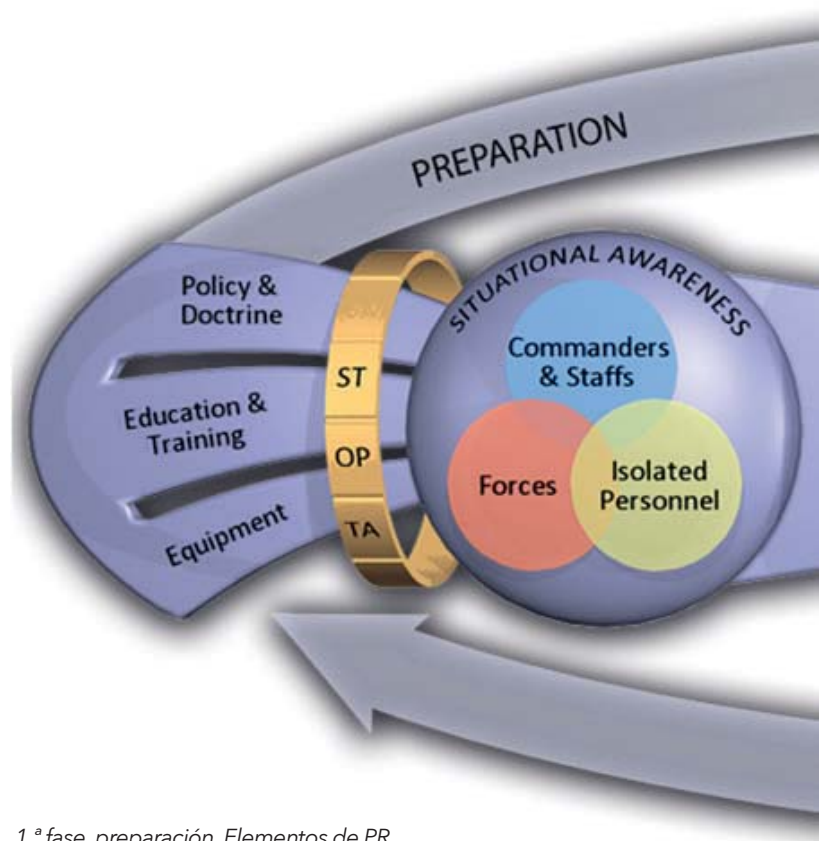 PREPARATION
Policy &
Doctrine
Education &
Training
Equipment
ST
OP
TA
SITUATIONAL AWARENESS
Commanders
& Staffs
Forces
Isolated
Personnel
1.ª fase, preparación. Elementos de PR